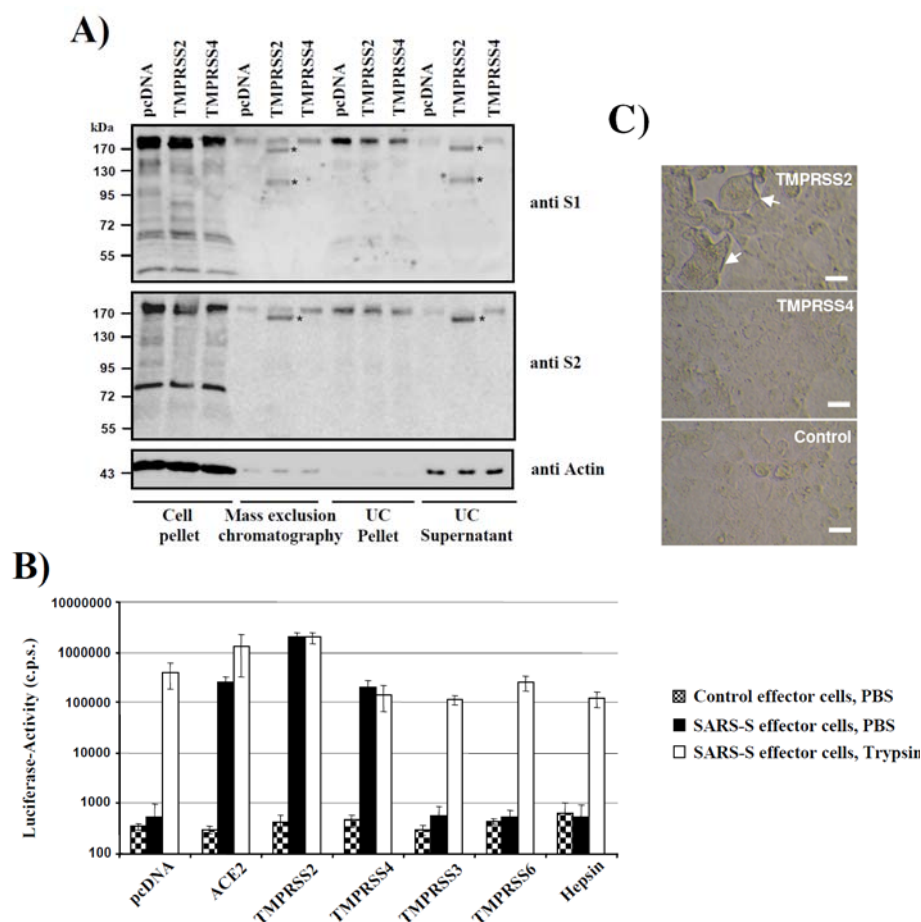 A)
pcDNA TMPRSS2 TMPRSS4 pcDNA TMPRSS2 TMPRSS4 pcDNA TMPRSS2 TMPRSS4 pcDNA TMPRSS2 TMPRSS4
kDa
170
130
95
72
55
* * * *
anti S1
170
130
95
72
55
* *
anti S2
43
anti Actin
Cell pellet
Mass exclusion chromatography
UC Pellet
UC Supernatant
C)
TMPRSS2
TMPRSS4
Control
B)
Luciferase-Activity (c.p.s.)
10000000
1000000
100000
10000
1000
100
pcDNA ACE2 TMPRSS2 TMPRSS4 TMPRSS3 TMPRSS6 Hepsin
Control effector cells, PBS
SARS-S effector cells, PBS
SARS-S effector cells, Trypsin